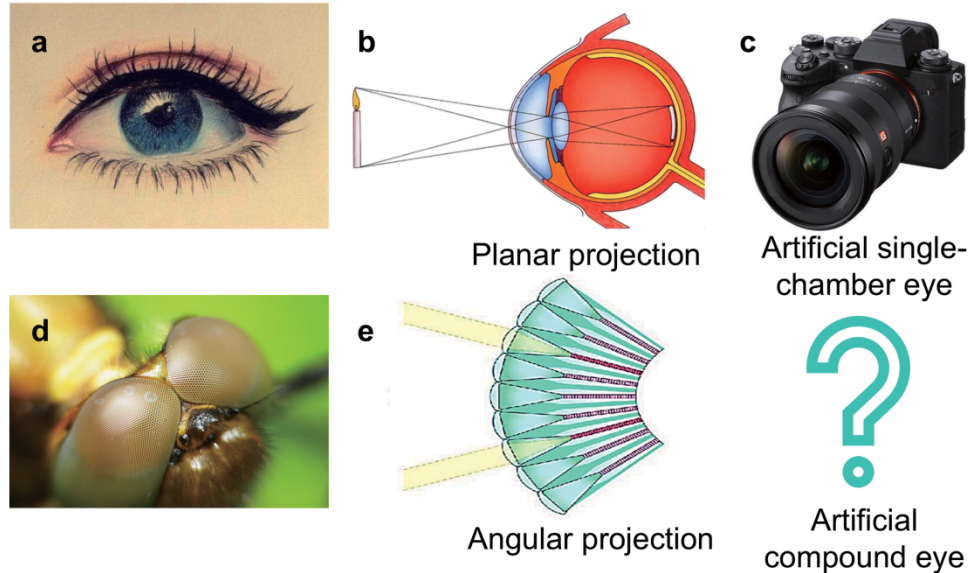 a
b
c
Planar projection
Artificial single-
chamber eye
d
e
Angular projection
Artificial
compound eye